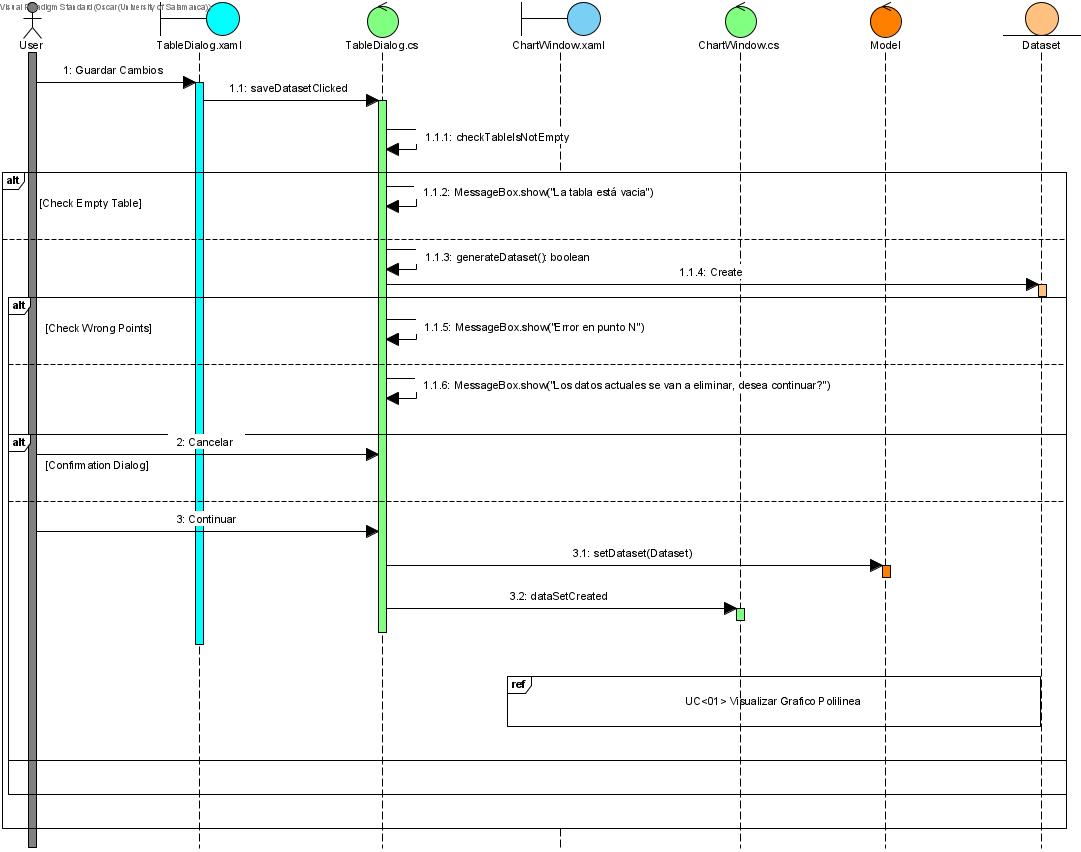 Visual Paradigm Standard (Oscar(University of Salamanca))
User
TableDialog.xaml
TableDialog.cs
ChartWindow.xaml
ChartWindow.cs
Model
Dataset
1: Guardar Cambios
1.1: saveDatasetClicked
1.1.1: checkTableIsNotEmpty
alt
1.1.2: MessageBox.show("La tabla está vacia")
[Check Empty Table]
1.1.3: generateDataset(): boolean
1.1.4: Create
alt
[Check Wrong Points]
1.1.5: MessageBox.show("Error en punto N")
1.1.6: MessageBox.show("Los datos actuales se van a eliminar, desea continuar?")
alt
2: Cancelar
[Confirmation Dialog]
3: Continuar
3.1: setDataset(Dataset)
3.2: dataSetCreated
ref
UC<01> Visualizar Grafico Polilinea